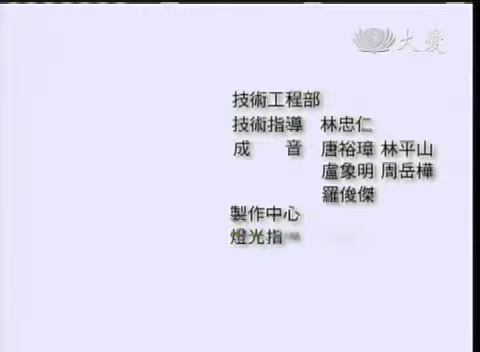 大愛
技術工程部
技術指導 林忠仁
成 音 唐裕璋 林平山
盧象明 周岳樺
羅俊傑
製作中心
燈光指